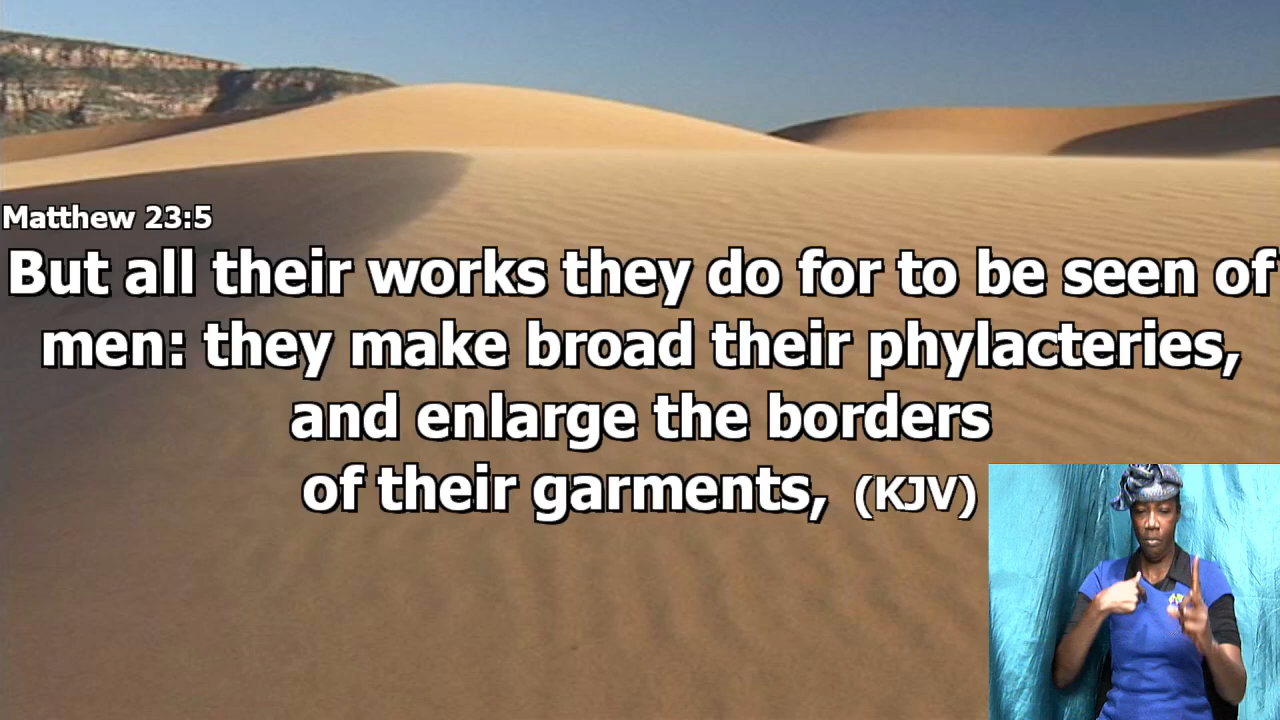 Matthew 23:5
But all their works they do for to be seen of
men: they make broad their phylacteries,
and enlarge the borders
of their garments, (KJV)